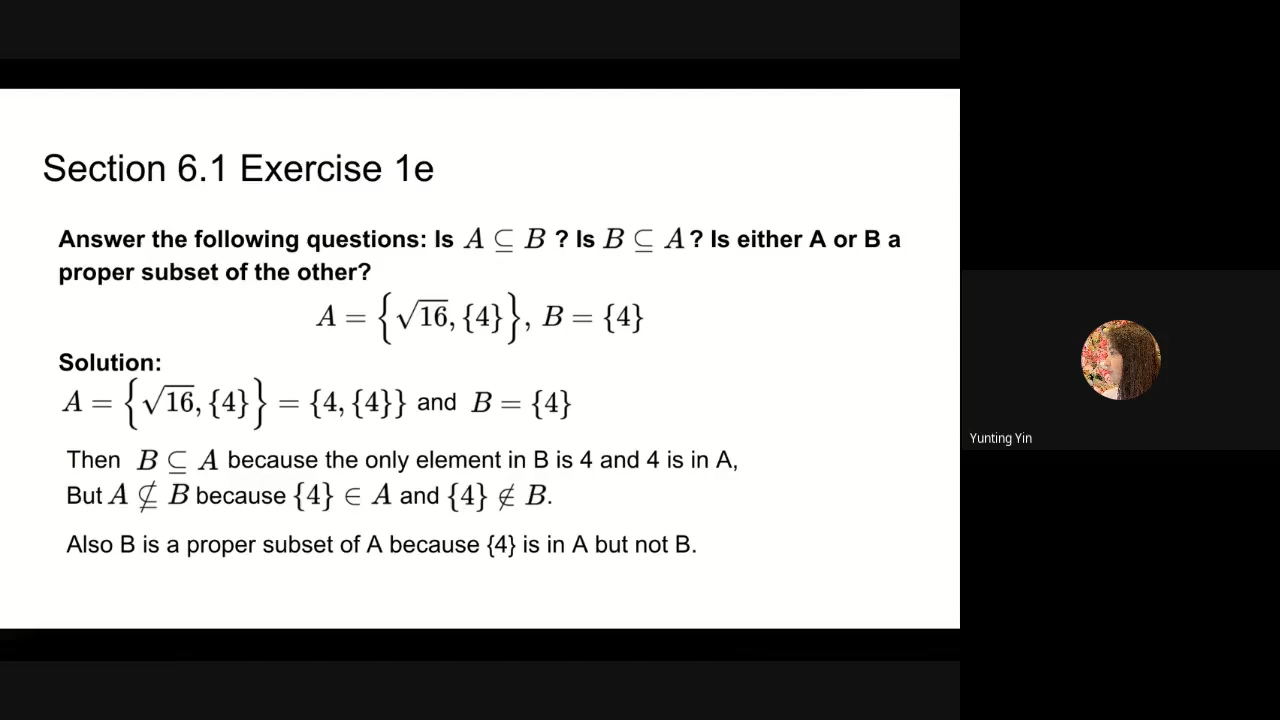 Section 6.1 Exercise 1e
Answer the following questions: Is A ⊆ B ? Is B ⊆ A? Is either A or B a
proper subset of the other?
A = {√16, {4}}, B = {4}
Solution:
A = {√16, {4}} = {4, {4}} and B = {4}
Then B ⊆ A because the only element in B is 4 and 4 is in A,
But A ⊈ B because {4} ∈ A and {4} ∉ B.
Also B is a proper subset of A because {4} is in A but not B.
Yunting Yin